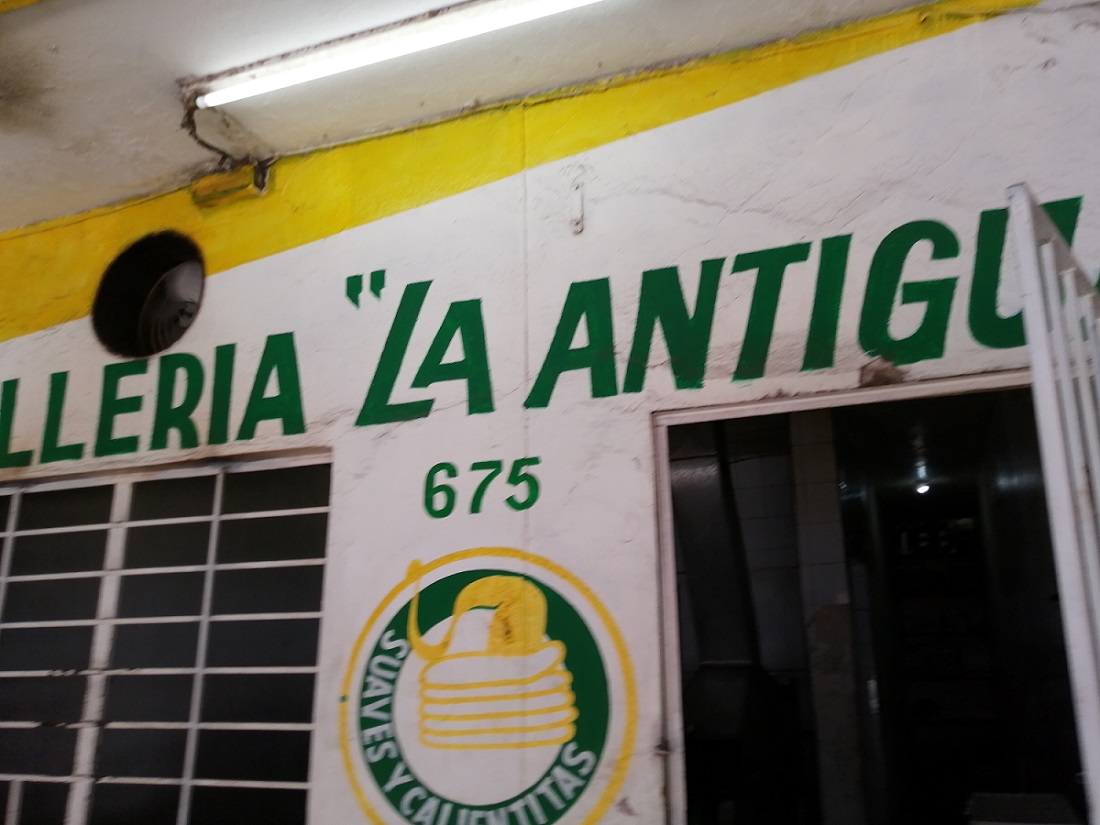 LLERIA "LA ANTIGU
675
SUAVES Y CALIENTITAS